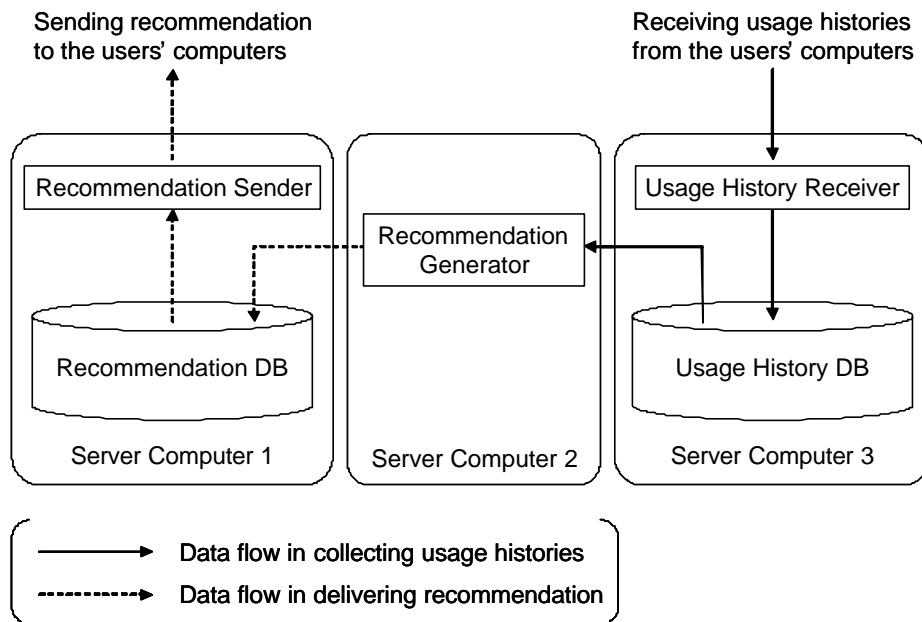 Sending recommendation
to the users' computers
Receiving usage histories
from the users' computers
Recommendation Sender
Usage History Receiver
Recommendation
Generator
Recommendation DB
Usage History DB
Server Computer 1
Server Computer 2
Server Computer 3
Data flow in collecting usage histories
Data flow in delivering recommendation